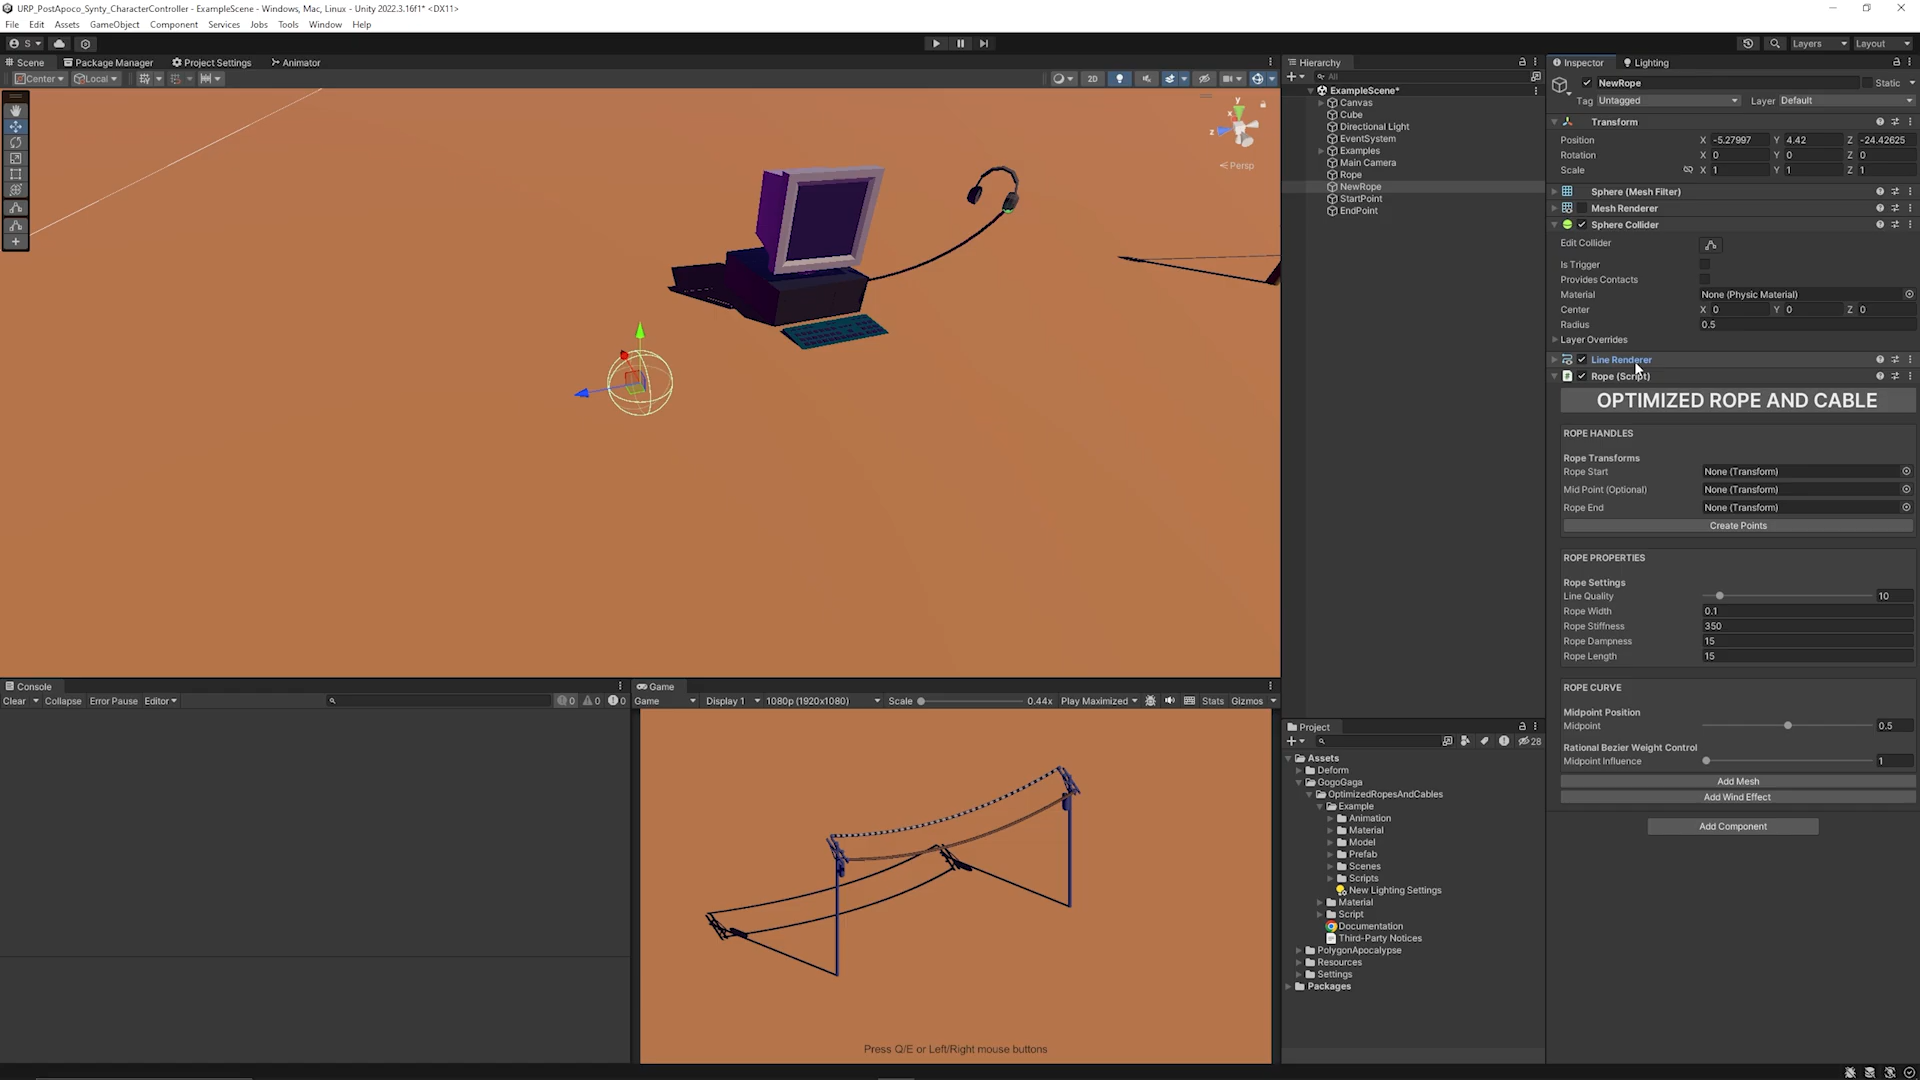 URP_PostApoco_Synty_CharacterController - ExampleScene - Windows, Mac, Linux - Unity 2022.3.16f1* <DX11>
File Edit Assets GameObject Component Services Jobs Tools Window Help
S
Layers Layout
Scene Package Manager Project Settings Animator
Center Local 2D
y
x
z
Persp
Hierarchy
All
ExampleScene*
Canvas
Cube
Directional Light
EventSystem
Examples
Main Camera
Rope
NewRope
StartPoint
EndPoint
Inspector Lighting
NewRope Static
Tag Untagged Layer Default
Transform
Position X -5.27997 Y 4.42 Z -24.42625
Rotation X 0 Y 0 Z 0
Scale X 1 Y 1 Z 1
Sphere (Mesh Filter)
Mesh Renderer
Sphere Collider
Edit Collider
Is Trigger
Provides Contacts
Material None (Physic Material)
Center X 0 Y 0 Z 0
Radius 0.5
Layer Overrides
Line Renderer
Rope (Script)
OPTIMIZED ROPE AND CABLE
ROPE HANDLES
Rope Transforms
Rope Start None (Transform)
Mid Point (Optional) None (Transform)
Rope End None (Transform)
Create Points
ROPE PROPERTIES
Rope Settings
Line Quality 10
Rope Width 0.1
Rope Stiffness 350
Rope Dampness 15
Rope Length 15
ROPE CURVE
Midpoint Position
Midpoint 0.5
Rational Bezier Weight Control
Midpoint Influence 1
Add Mesh
Add Wind Effect
Add Component
Console
Clear Collapse Error Pause Editor 0 0 0
Game
Game Display 1 1080p (1920x1080) Scale 0.44x Play Maximized Stats Gizmos
Press Q/E or Left/Right mouse buttons
Project
28
Assets
Deform
GogoGaga
OptimizedRopesAndCables
Example
Animation
Material
Model
Prefab
Scenes
Scripts
New Lighting Settings
Material
Script
Documentation
Third-Party Notices
PolygonApocalypse
Resources
Settings
Packages